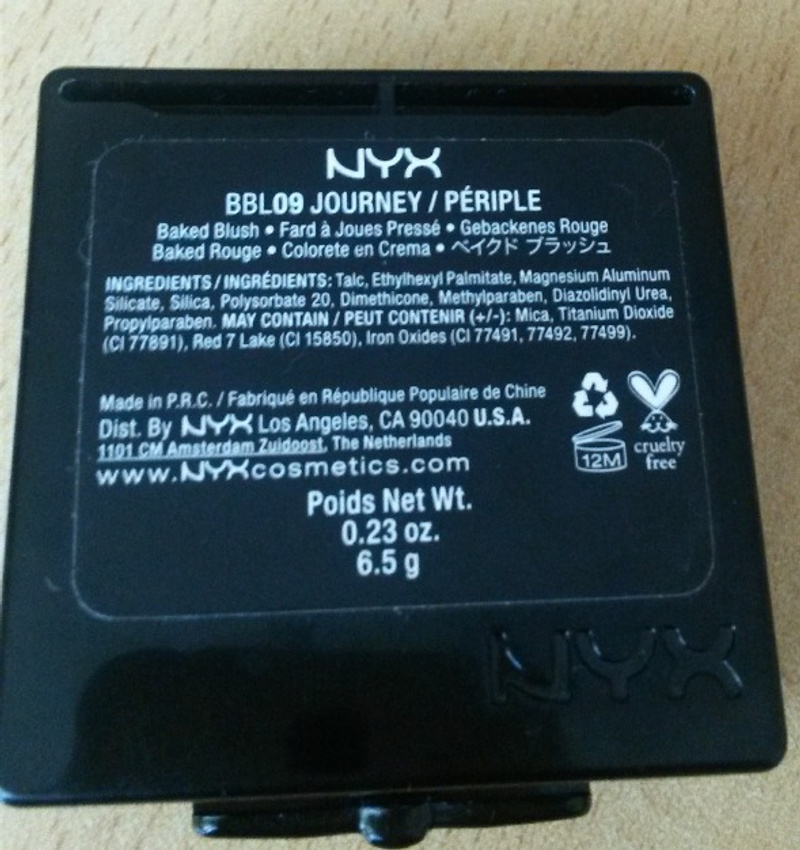 NYX
BBL09 JOURNEY / PÉRIPLE
Baked Blush • Fard à Joues Pressé • Gebackenes Rouge
Baked Rouge • Colorete en Crema • ベイクド ブラッシュ
INGREDIENTS / INGRÉDIENTS: Talc, Ethylhexyl Palmitate, Magnesium Aluminum
Silicate, Silica, Polysorbate 20, Dimethicone, Methylparaben, Diazolidinyl Urea,
Propylparaben. MAY CONTAIN / PEUT CONTENIR (+/-): Mica, Titanium Dioxide
(CI 77891), Red 7 Lake (CI 15850), Iron Oxides (CI 77491, 77492, 77499).
Made in P.R.C. / Fabriqué en République Populaire de Chine
Dist. By NYX Los Angeles, CA 90040 U.S.A.
1101 CM Amsterdam Zuidoost, The Netherlands
www.NYXcosmetics.com
12M
cruelty
free
Poids Net Wt.
0.23 oz.
6.5 g
NYX